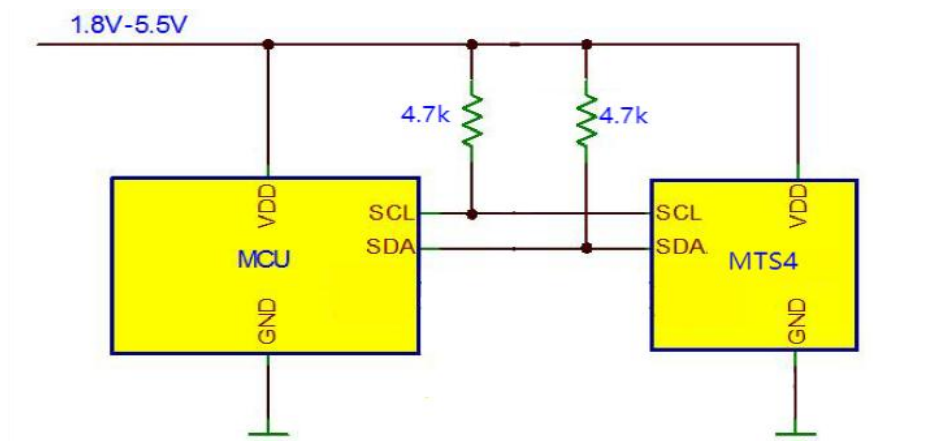 1.8V-5.5V
4.7k
4.7k
VDD
SCL
SDA
MCU
GND
SCL
SDA
VDD
MTS4
GND